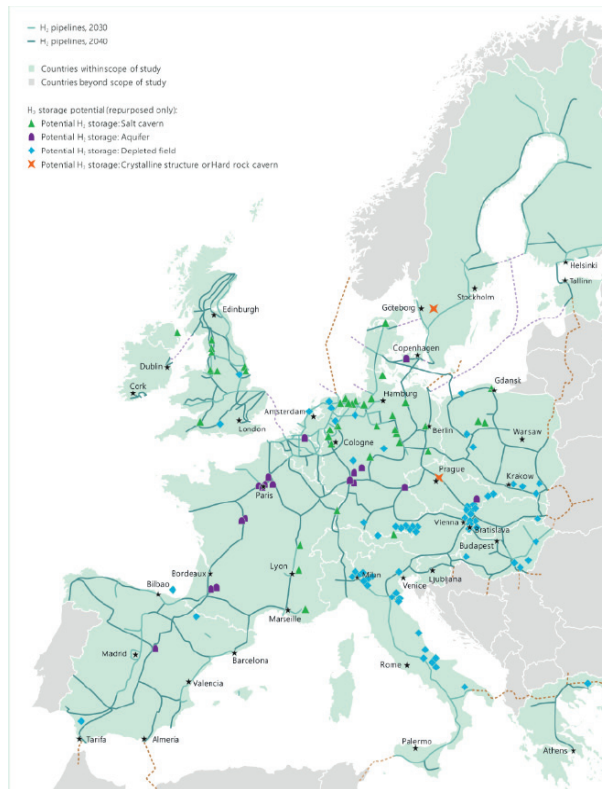 H₂ pipelines, 2030
H₂ pipelines, 2040
Countries within scope of study
Countries beyond scope of study
H₂ storage potential (repurposed only):
Potential H₂ storage: Salt cavern
Potential H₂ storage: Aquifer
Potential H₂ storage: Depleted field
Potential H₂ storage: Crystalline structure or Hard rock cavern
Helsinki
Tallinn
Stockholm
Göteborg
Edinburgh
Copenhagen
Dublin
Cork
Gdansk
Hamburg
Amsterdam
London
Berlin
Warsaw
Cologne
Prague
Krakow
Paris
Vienna
Bratislava
Budapest
Bordeaux
Lyon
Milan
Venice
Ljubljana
Bilbao
Marseille
Madrid
Barcelona
Rome
Valencia
Tarifa
Almeria
Palermo
Athens